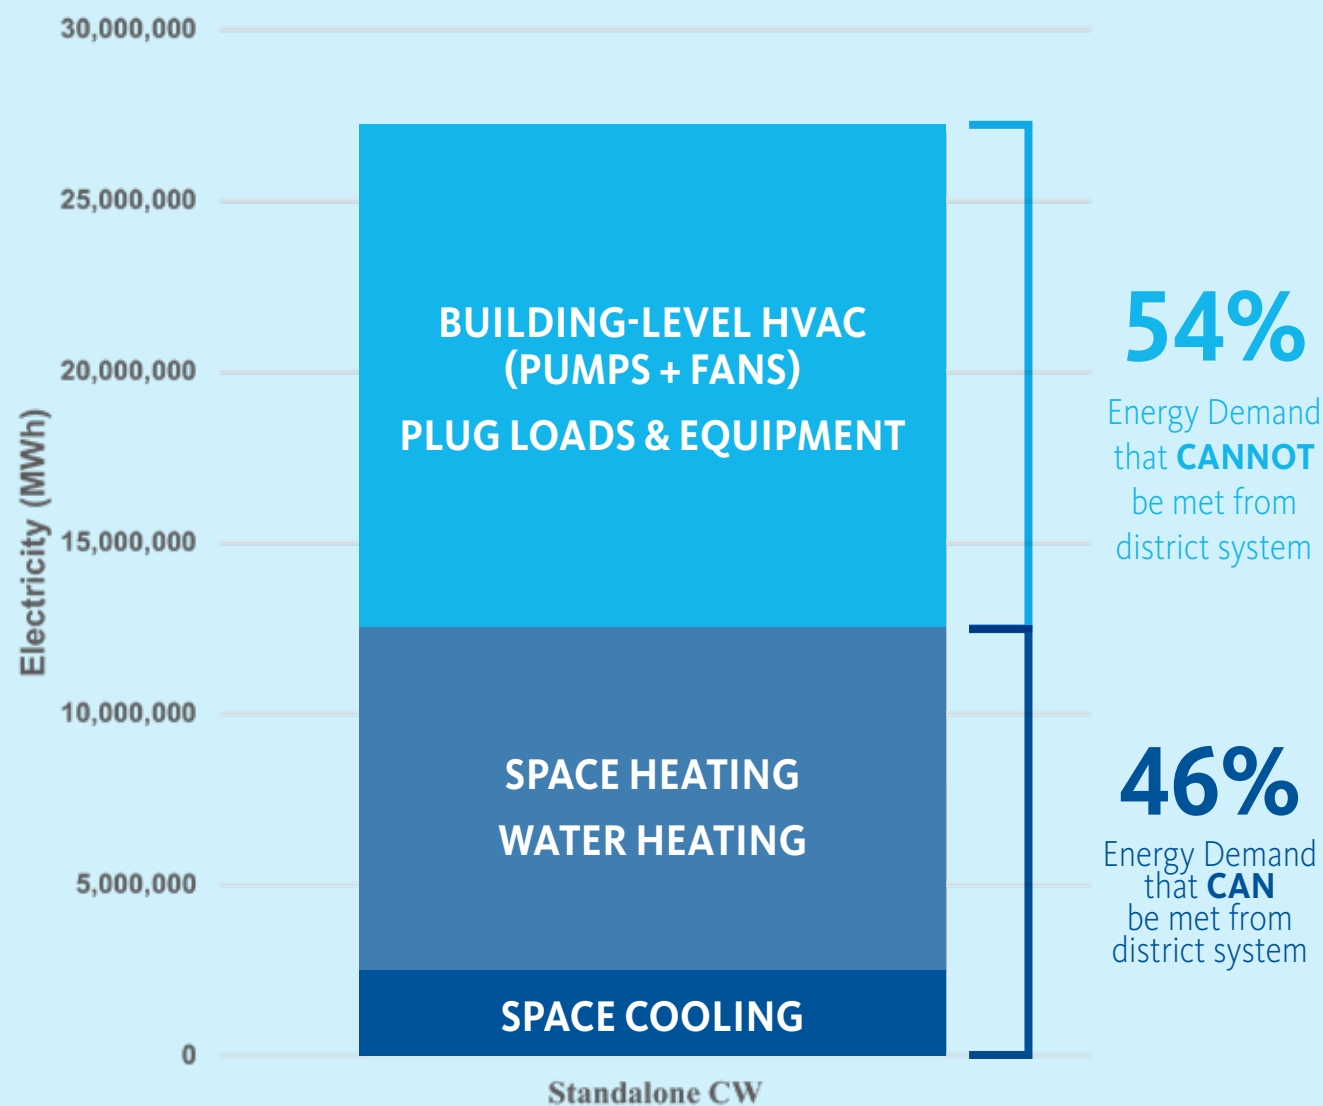 30,000,000
25,000,000
20,000,000
15,000,000
10,000,000
5,000,000
0
Electricity (MWh)
BUILDING-LEVEL HVAC
(PUMPS + FANS)
PLUG LOADS & EQUIPMENT
SPACE HEATING
WATER HEATING
SPACE COOLING
Standalone CW
54%
Energy Demand
that CANNOT
be met from
district system
46%
Energy Demand
that CAN
be met from
district system